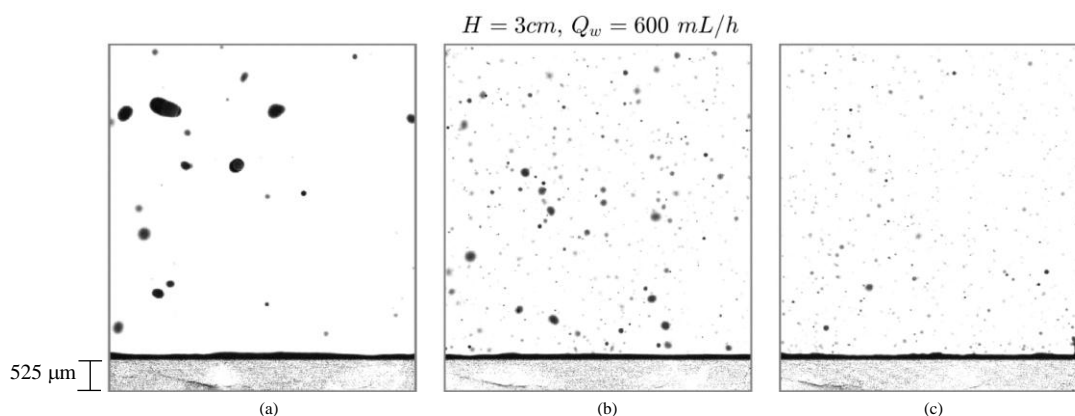 H = 3cm, Q_w = 600 mL/h
525 μm
(a)
(b)
(c)